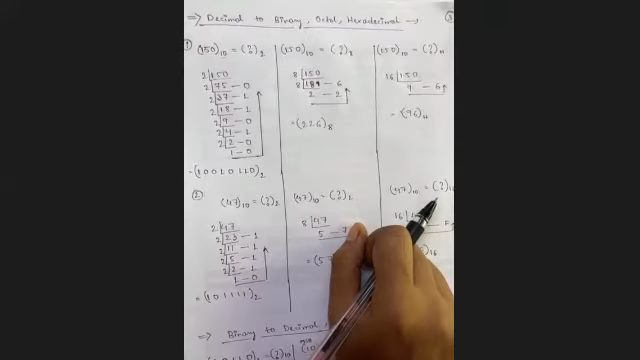 => Decimal to Binary, Octal, Hexadecimal →
① (150)10 = (?)2
2 | 150
2 | 75 — 0
2 | 37 — 1
2 | 18 — 1
2 | 9 — 0
2 | 4 — 1
2 | 2 — 0
1 — 0
= (10010110)2
(150)10 = (?)8
8 | 150
8 | 18 — 6
2 — 2
= (226)8
(150)10 = (?)H
16 | 150
9 — 6
= (96)H
② (47)10 = (?)2
2 | 47
2 | 23 — 1
2 | 11 — 1
2 | 5 — 1
2 | 2 — 1
1 — 0
= (101111)2
(47)10 = (?)
8 | 47
5 — 7
= (57
(47)10 = (?)16
16 |
— F
)16
=> Binary to Decimal,